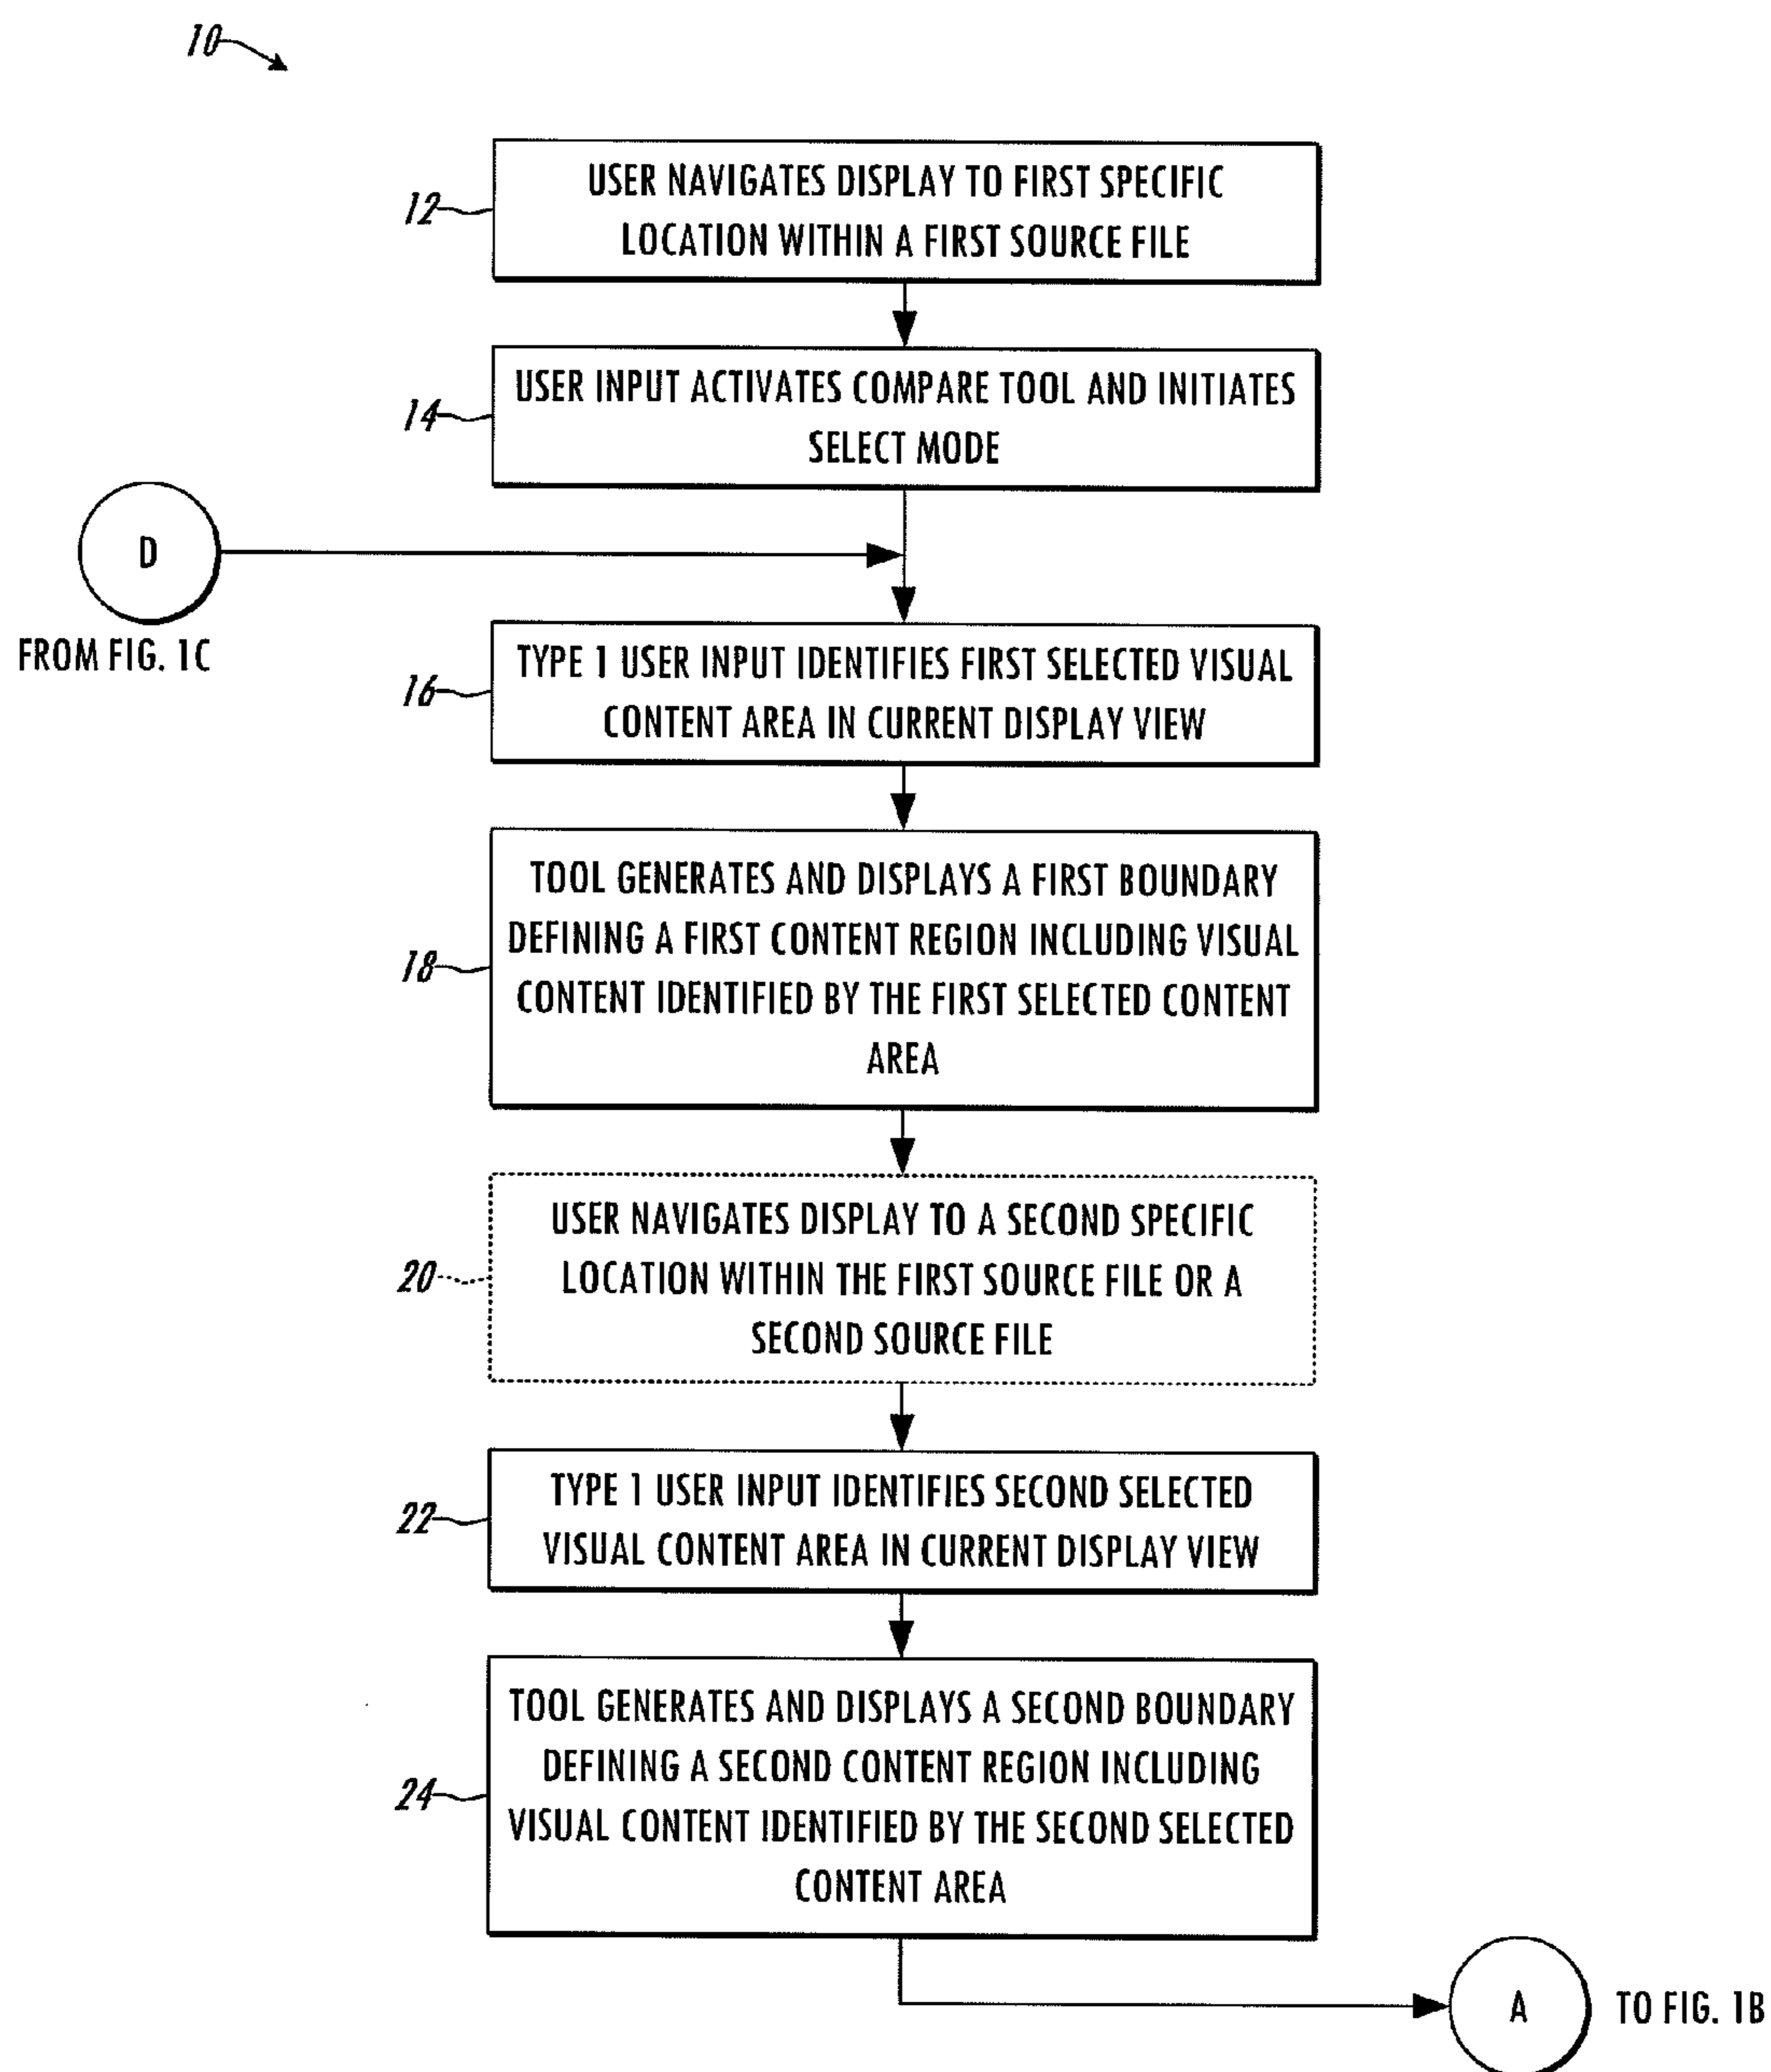 10
12
USER NAVIGATES DISPLAY TO FIRST SPECIFIC
LOCATION WITHIN A FIRST SOURCE FILE
14
USER INPUT ACTIVATES COMPARE TOOL AND INITIATES
SELECT MODE
D
FROM FIG. 1C
16
TYPE 1 USER INPUT IDENTIFIES FIRST SELECTED VISUAL
CONTENT AREA IN CURRENT DISPLAY VIEW
18
TOOL GENERATES AND DISPLAYS A FIRST BOUNDARY
DEFINING A FIRST CONTENT REGION INCLUDING VISUAL
CONTENT IDENTIFIED BY THE FIRST SELECTED CONTENT
AREA
20
USER NAVIGATES DISPLAY TO A SECOND SPECIFIC
LOCATION WITHIN THE FIRST SOURCE FILE OR A
SECOND SOURCE FILE
22
TYPE 1 USER INPUT IDENTIFIES SECOND SELECTED
VISUAL CONTENT AREA IN CURRENT DISPLAY VIEW
24
TOOL GENERATES AND DISPLAYS A SECOND BOUNDARY
DEFINING A SECOND CONTENT REGION INCLUDING
VISUAL CONTENT IDENTIFIED BY THE SECOND SELECTED
CONTENT AREA
A
TO FIG. 1B